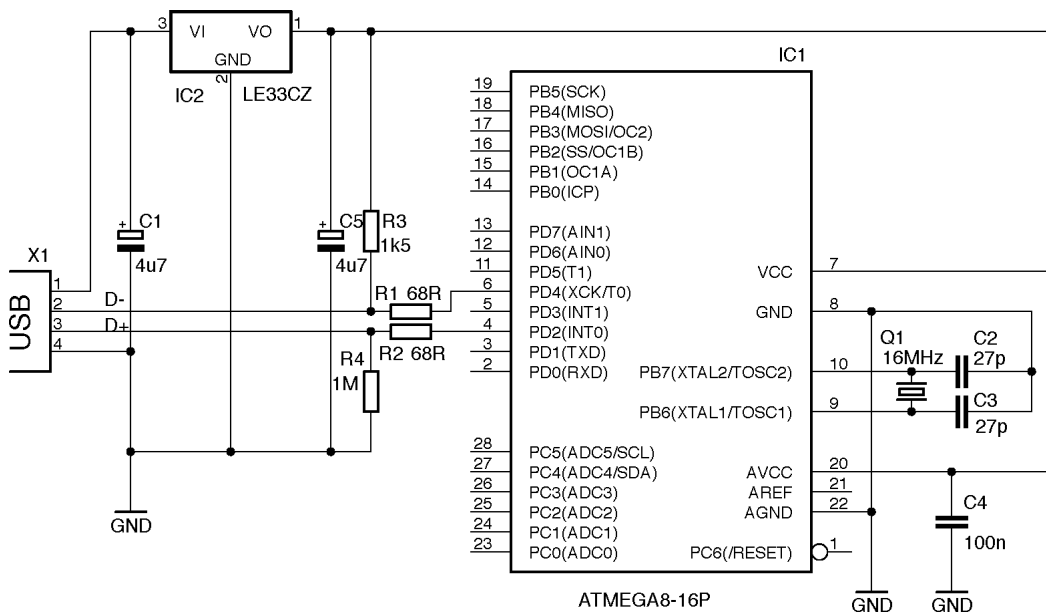 3 VI VO 1
GND
2
IC2 LE33CZ
IC1
19 PB5(SCK)
18 PB4(MISO)
17 PB3(MOSI/OC2)
16 PB2(SS/OC1B)
15 PB1(OC1A)
14 PB0(ICP)
+ C1
4u7
+ C5
4u7
R3
1k5
13 PD7(AIN1)
12 PD6(AIN0)
11 PD5(T1)
6 PD4(XCK/T0)
5 PD3(INT1)
4 PD2(INT0)
3 PD1(TXD)
2 PD0(RXD)
X1
USB
1
2 D-
3 D+
4
R1 68R
R2 68R
R4
1M
VCC 7
GND 8
PB7(XTAL2/TOSC2) 10
PB6(XTAL1/TOSC1) 9
Q1
16MHz
C2
27p
C3
27p
28 PC5(ADC5/SCL)
27 PC4(ADC4/SDA)
26 PC3(ADC3)
25 PC2(ADC2)
24 PC1(ADC1)
23 PC0(ADC0)
AVCC 20
AREF 21
AGND 22
PC6(/RESET) 1
C4
100n
GND
GND
GND
ATMEGA8-16P